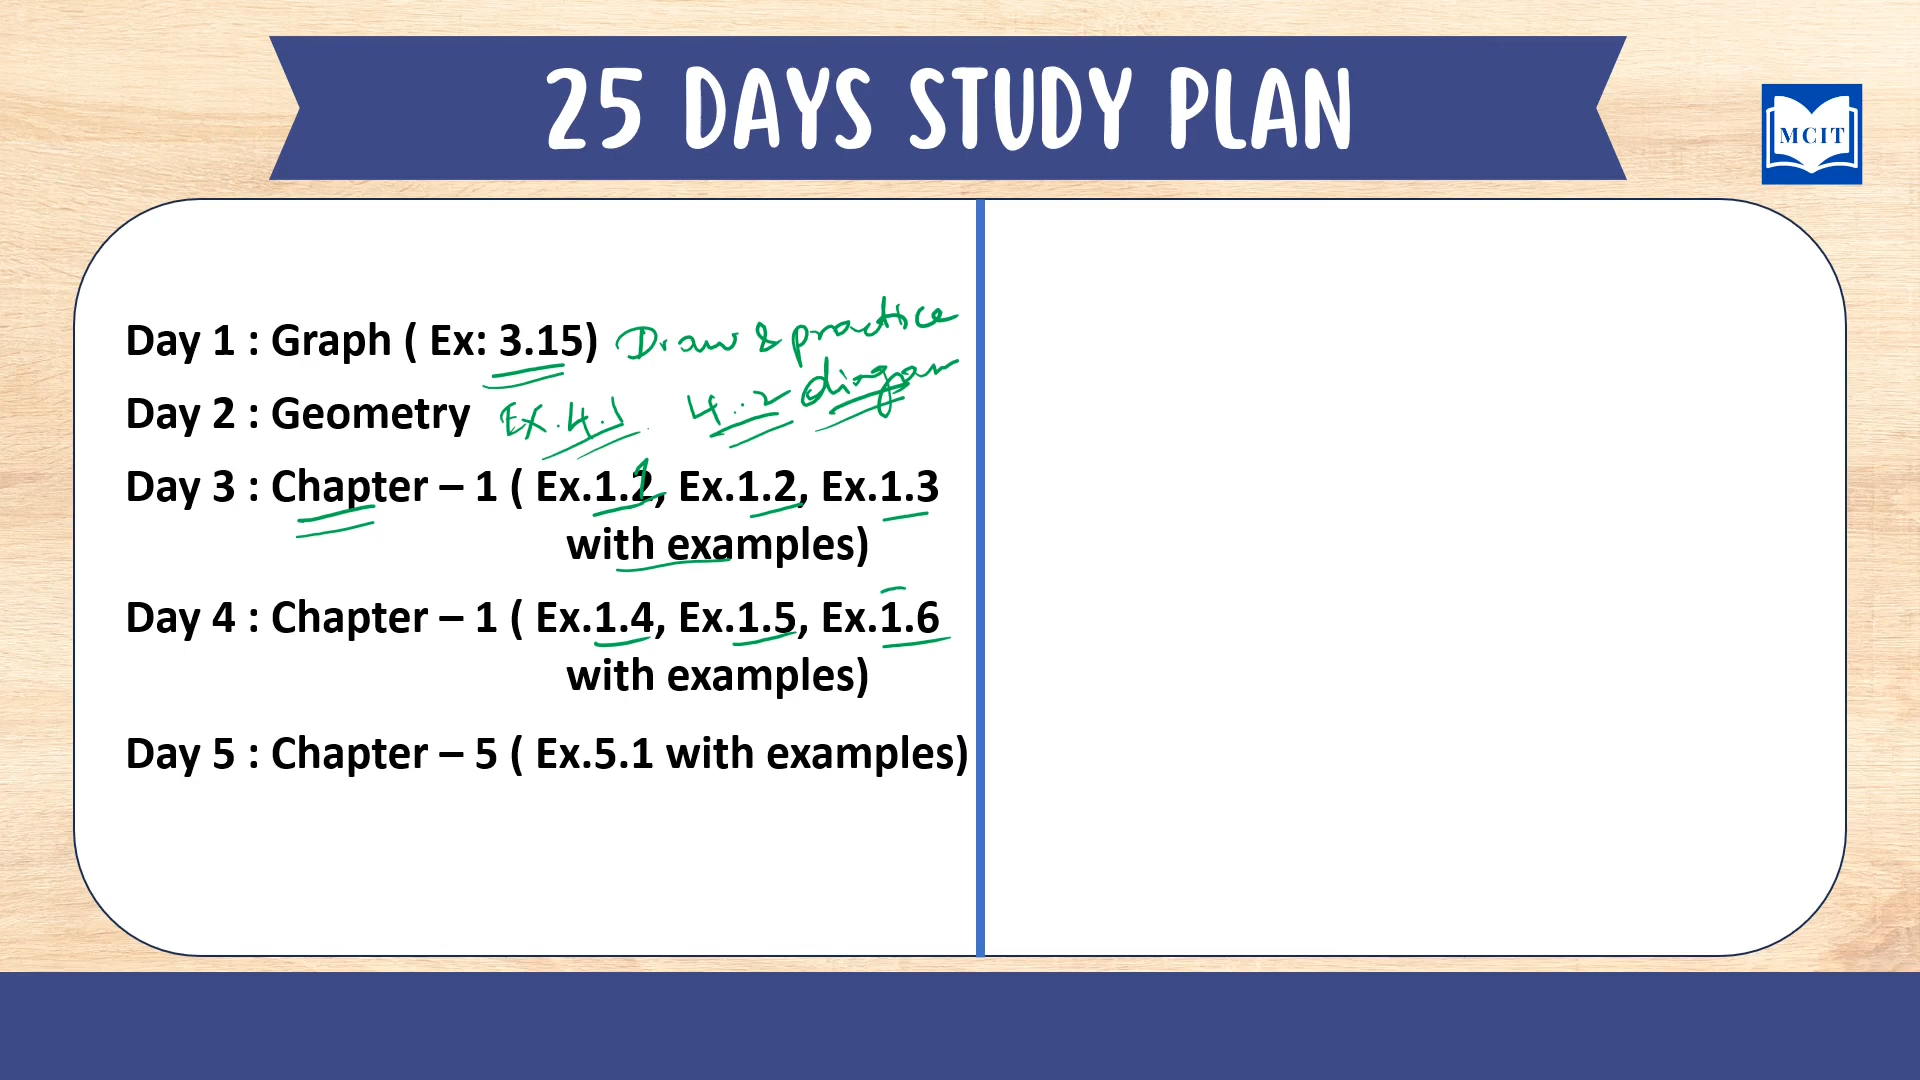 25 DAYS STUDY PLAN
MCIT
Day 1 : Graph ( Ex: 3.15) Draw & practice
diagram
Day 2 : Geometry Ex. 4.1 4.2
Day 3 : Chapter – 1 ( Ex.1.1, Ex.1.2, Ex.1.3
with examples)
Day 4 : Chapter – 1 ( Ex.1.4, Ex.1.5, Ex.1.6
with examples)
Day 5 : Chapter – 5 ( Ex.5.1 with examples)